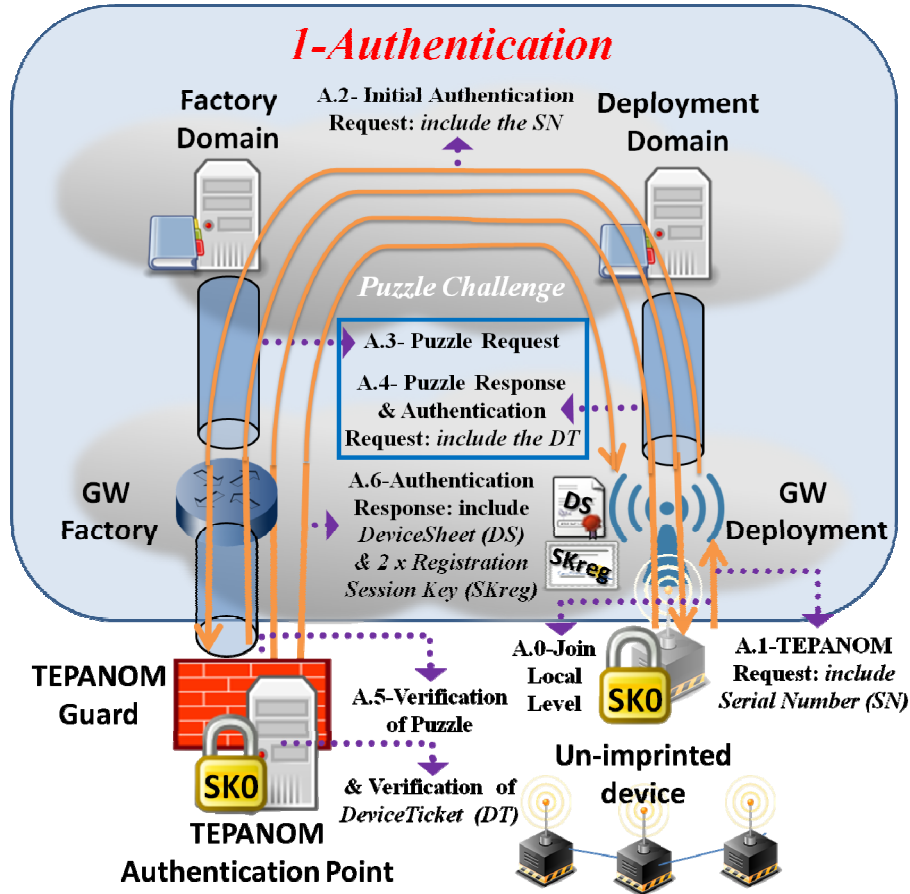 1-Authentication
Factory
Domain
A.2- Initial Authentication
Request: include the SN
Deployment
Domain
Puzzle Challenge
A.3- Puzzle Request
A.4- Puzzle Response
& Authentication
Request: include the DT
GW
Factory
A.6-Authentication
Response: include
DeviceSheet (DS)
& 2 x Registration
Session Key (SKreg)
DS
SKreg
GW
Deployment
TEPANOM
Guard
A.5-Verification
of Puzzle
A.0-Join
Local
Level
SK0
A.1-TEPANOM
Request: include
Serial Number (SN)
SK0
& Verification of
DeviceTicket (DT)
TEPANOM
Authentication Point
Un-imprinted
device